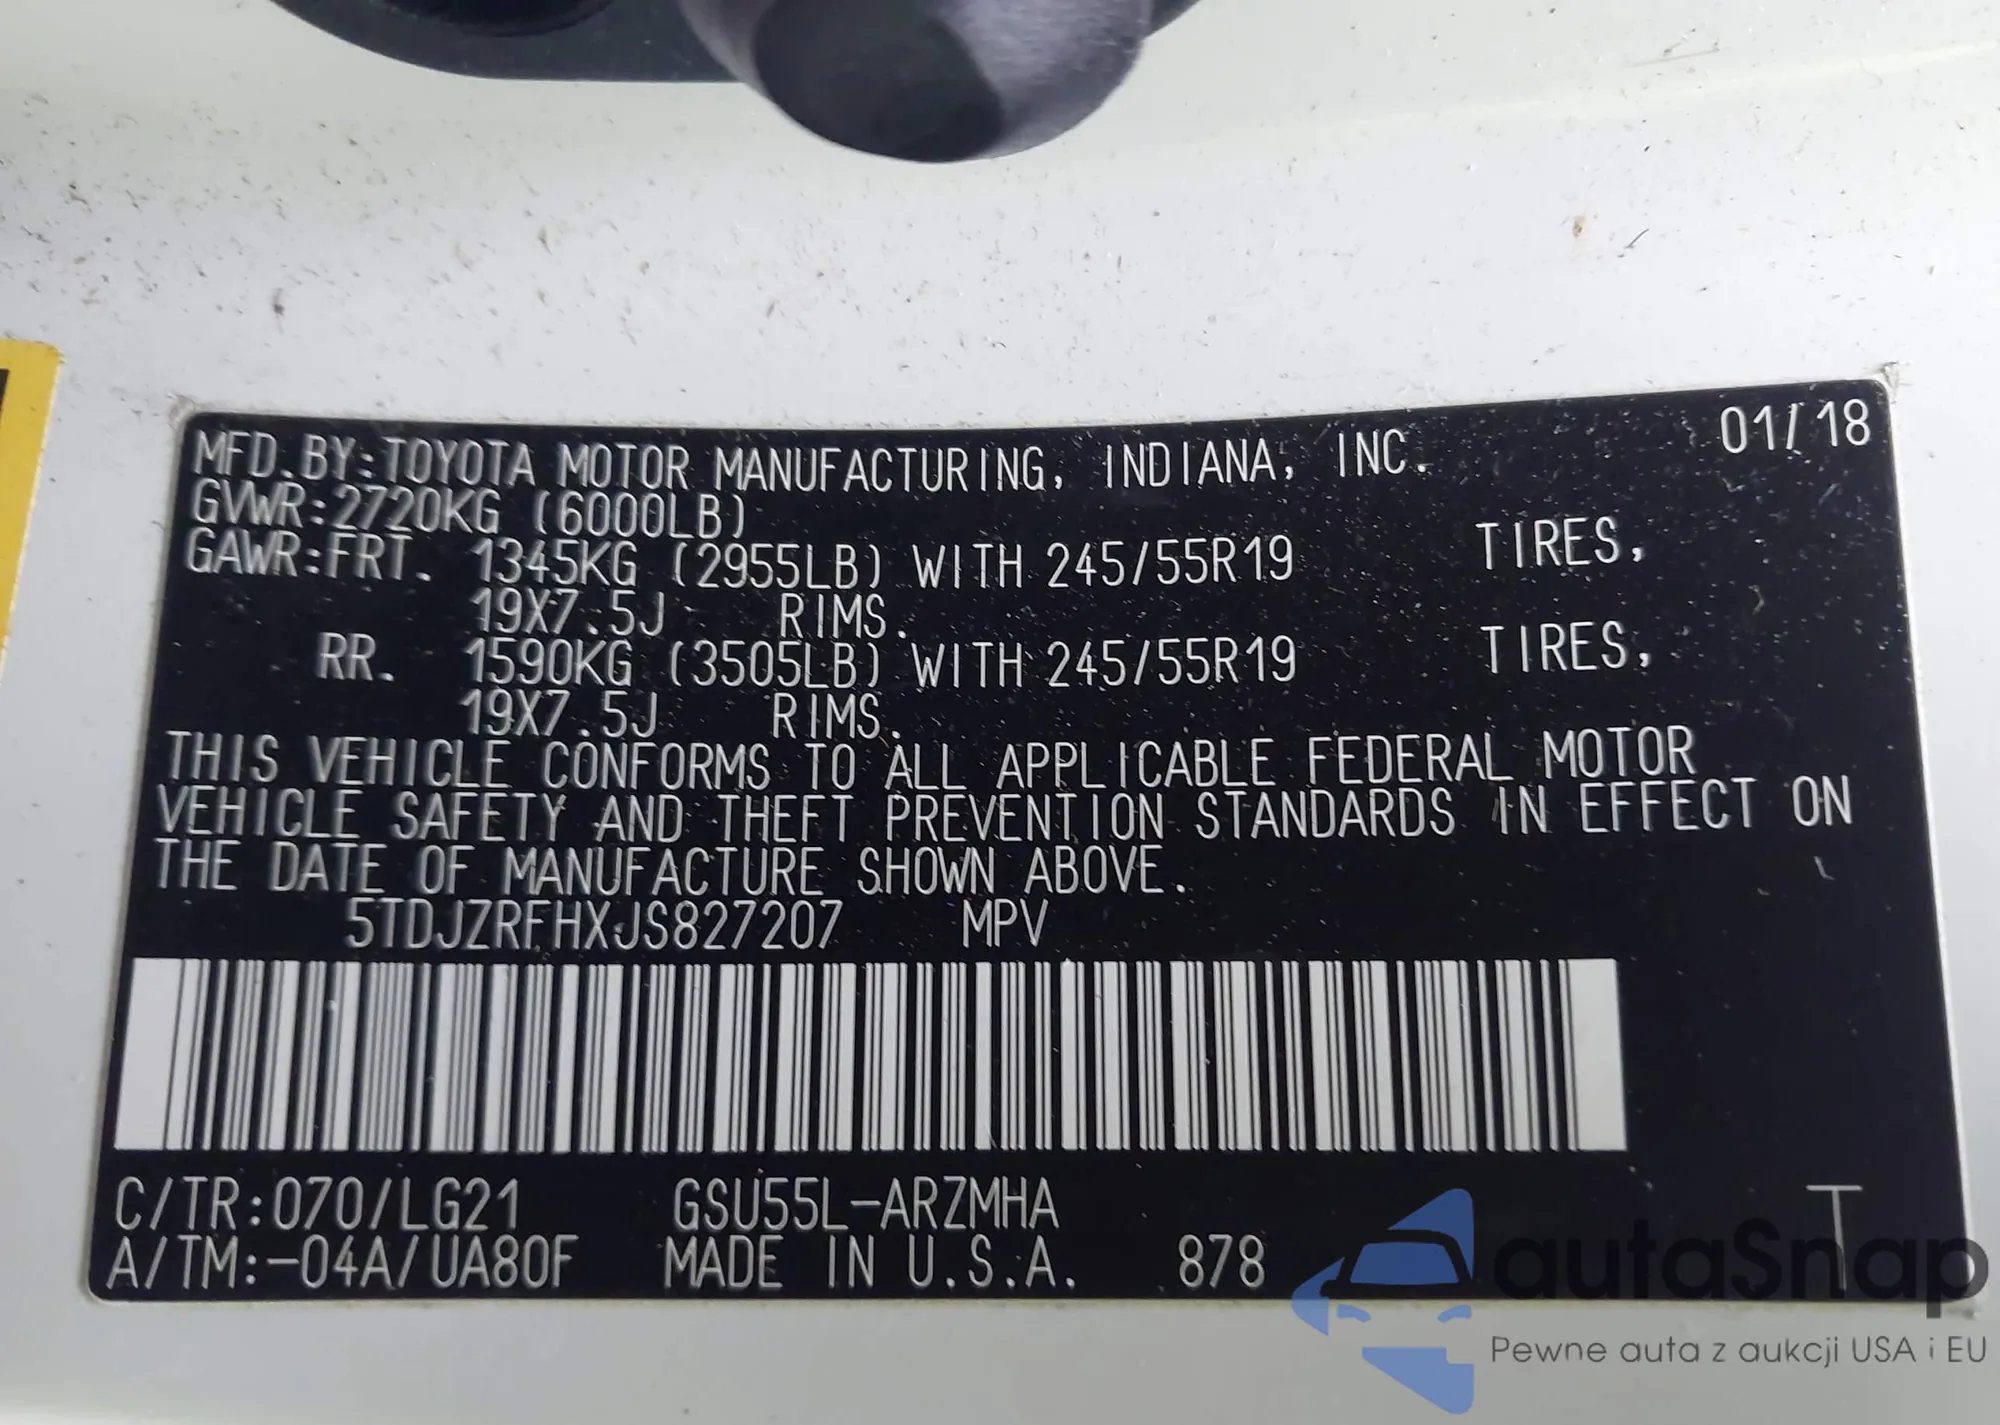 MFD.BY:TOYOTA MOTOR MANUFACTURING, INDIANA, INC. 01/18
GVWR:2720KG (6000LB)
GAWR:FRT. 1345KG (2955LB) WITH 245/55R19 TIRES,
19X7.5J RIMS.
RR. 1590KG (3505LB) WITH 245/55R19 TIRES,
19X7.5J RIMS.
THIS VEHICLE CONFORMS TO ALL APPLICABLE FEDERAL MOTOR
VEHICLE SAFETY AND THEFT PREVENTION STANDARDS IN EFFECT ON
THE DATE OF MANUFACTURE SHOWN ABOVE.
5TDJZRFHXJS827207 MPV
C/TR:070/LG21 GSU55L-ARZMHA T
A/TM:-04A/UA80F MADE IN U.S.A. 878
autaSnap
Pewne auta z aukcji USA i EU